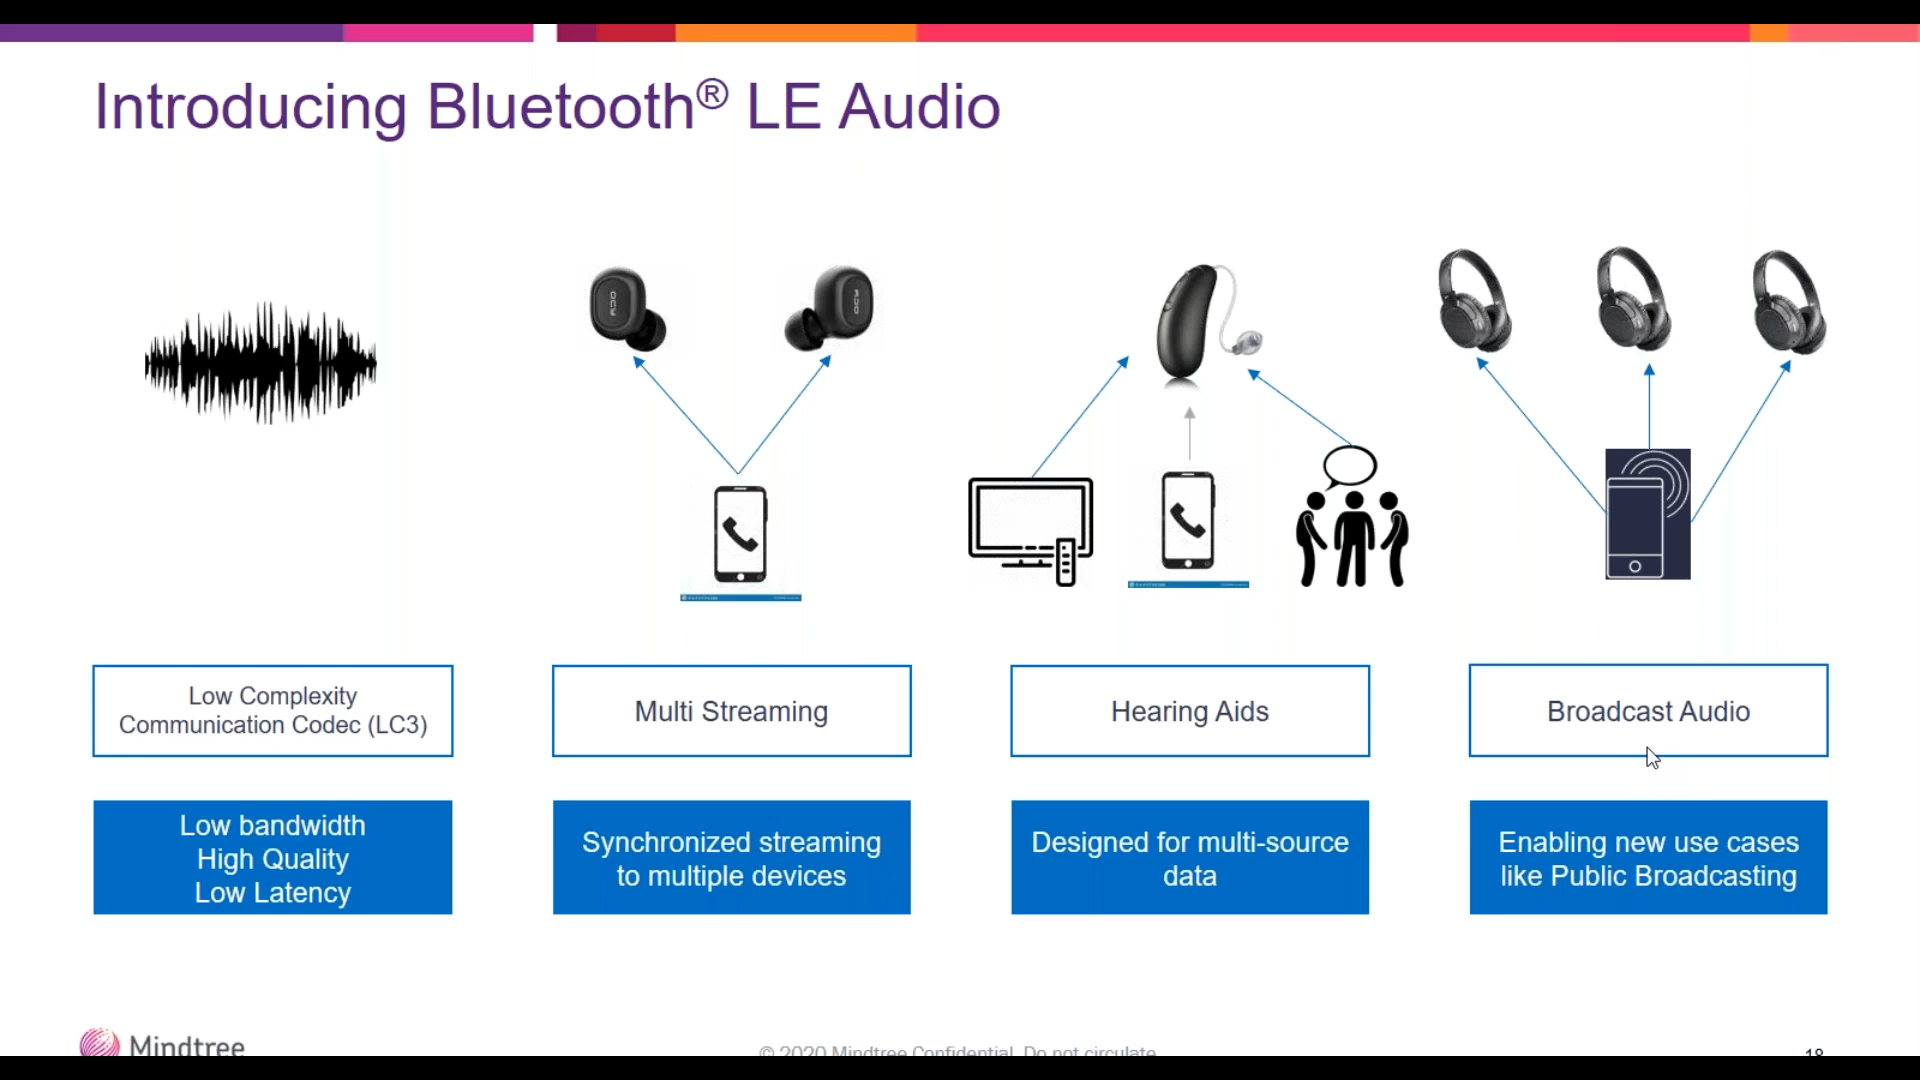 Introducing Bluetooth® LE Audio
Low Complexity
Communication Codec (LC3)
Multi Streaming
Hearing Aids
Broadcast Audio
Low bandwidth
High Quality
Low Latency
Synchronized streaming
to multiple devices
Designed for multi-source
data
Enabling new use cases
like Public Broadcasting
Mindtree
© 2020 Mindtree Confidential. Do not circulate